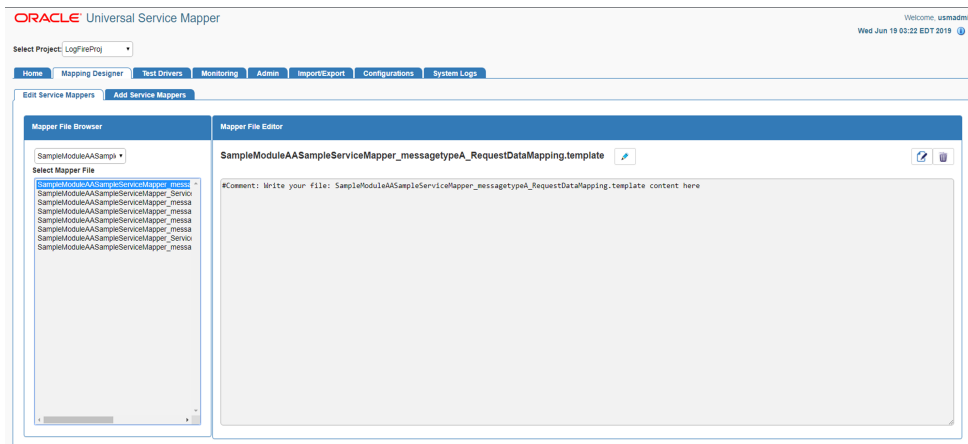 ORACLE® Universal Service Mapper
Welcome, usmadmi
Wed Jun 19 03:22 EDT 2019
Select Project: LogFireProj
Home Mapping Designer Test Drivers Monitoring Admin Import/Export Configurations System Logs
Edit Service Mappers Add Service Mappers
Mapper File Browser
Mapper File Editor
SampleModuleAASampl
SampleModuleAASampleServiceMapper_messagetypeA_RequestDataMapping.template
Select Mapper File
SampleModuleAASampleServiceMapper_messa
SampleModuleAASampleServiceMapper_Servic
SampleModuleAASampleServiceMapper_messa
SampleModuleAASampleServiceMapper_messa
SampleModuleAASampleServiceMapper_messa
SampleModuleAASampleServiceMapper_messa
SampleModuleAASampleServiceMapper_Servic
SampleModuleAASampleServiceMapper_messa
#Comment: Write your file: SampleModuleAASampleServiceMapper_messagetypeA_RequestDataMapping.template content here